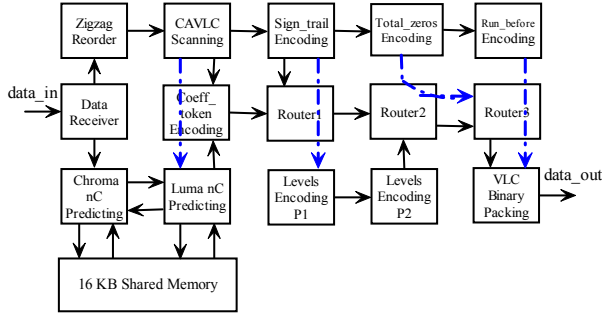 Zigzag
Reorder
CAVLC
Scanning
Sign_trail
Encoding
Total_zeros
Encoding
Run_before
Encoding
data_in
Data
Receiver
Coeff_
token
Encoding
Router1
Router2
Router3
Chroma
nC
Predicting
Luma nC
Predicting
Levels
Encoding
P1
Levels
Encoding
P2
VLC
Binary
Packing
data_out
16 KB Shared Memory